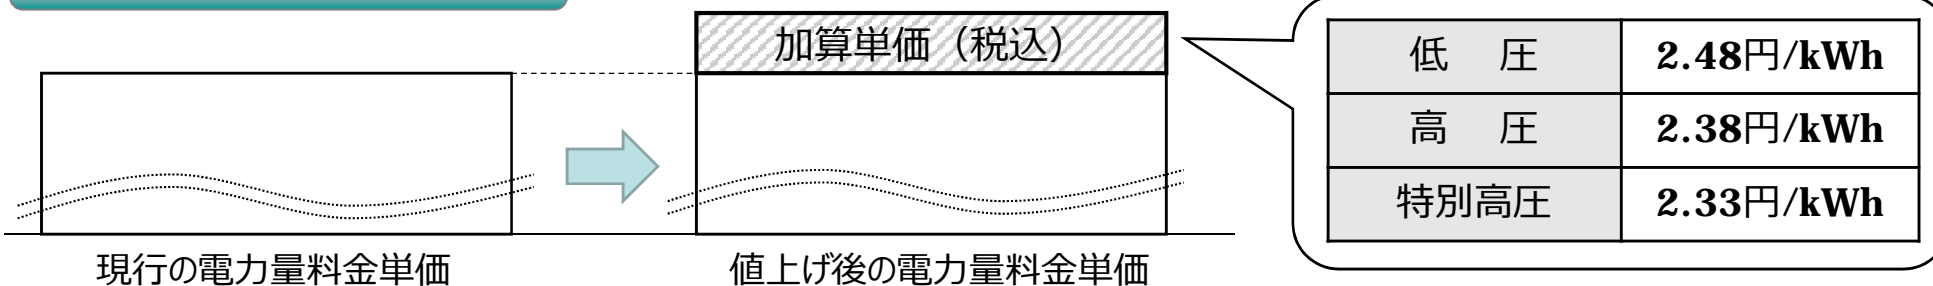 加算単価（税込）
低　圧 2.48円/kWh
高　圧 2.38円/kWh
特別高圧 2.33円/kWh
現行の電力量料金単価
値上げ後の電力量料金単価